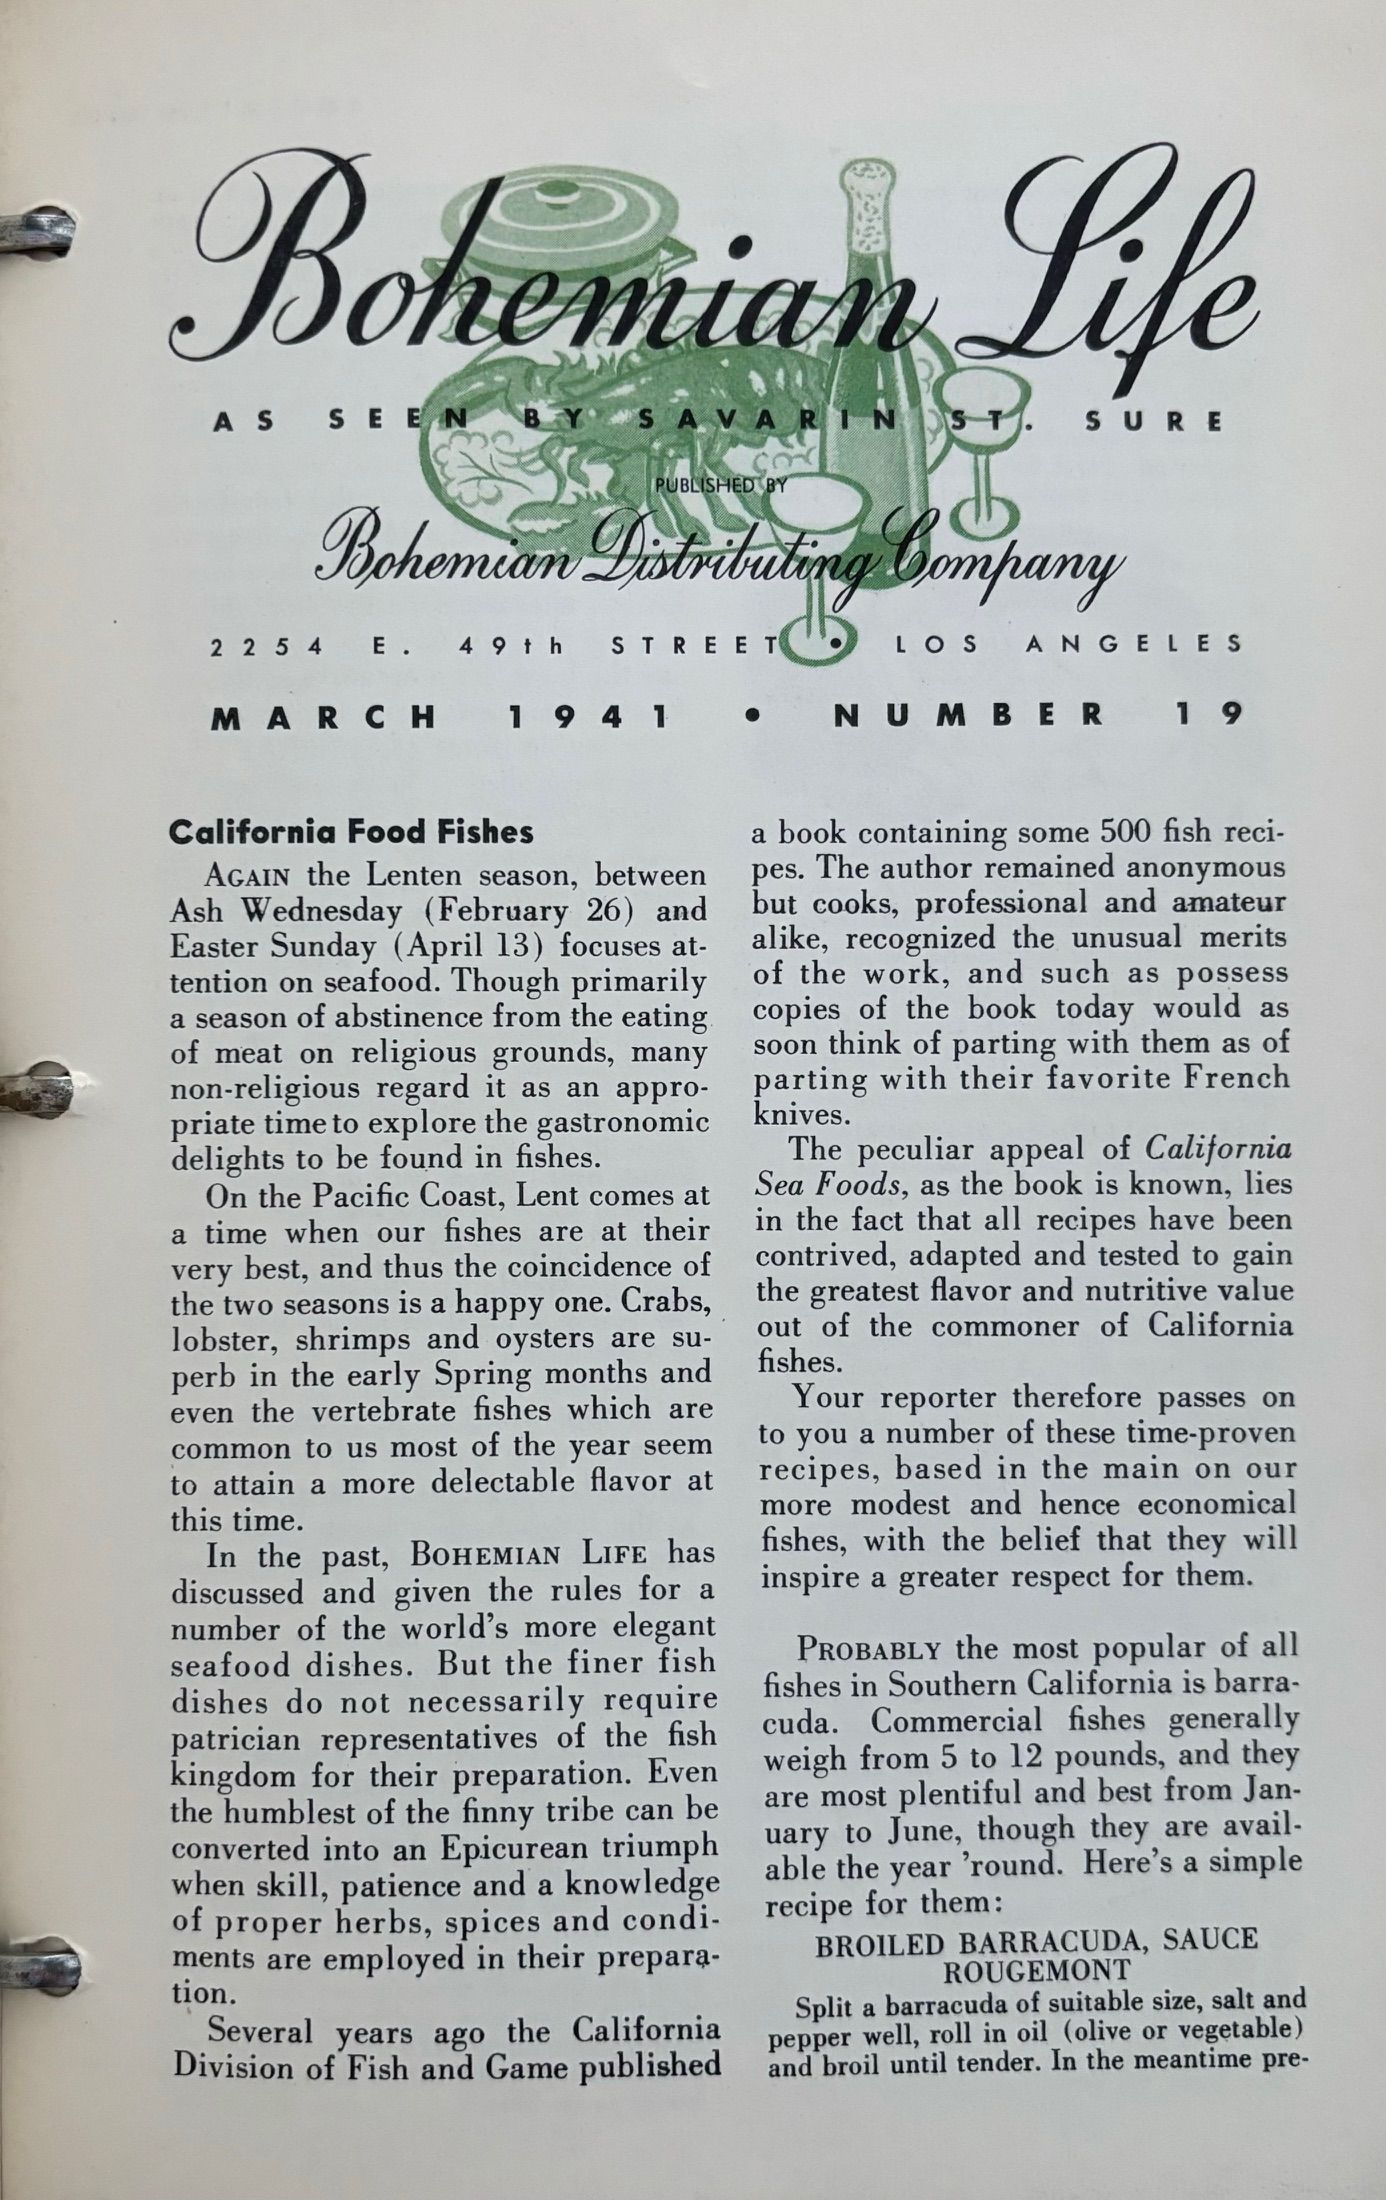 Bohemian Life
AS SEEN BY SAVARIN ST. SURE
PUBLISHED BY
Bohemian Distributing Company
2254 E. 49th STREET • LOS ANGELES
MARCH 1941 • NUMBER 19
California Food Fishes
AGAIN the Lenten season, between
Ash Wednesday (February 26) and
Easter Sunday (April 13) focuses at-
tention on seafood. Though primarily
a season of abstinence from the eating
of meat on religious grounds, many
non-religious regard it as an appro-
priate time to explore the gastronomic
delights to be found in fishes.
On the Pacific Coast, Lent comes at
a time when our fishes are at their
very best, and thus the coincidence of
the two seasons is a happy one. Crabs,
lobster, shrimps and oysters are su-
perb in the early Spring months and
even the vertebrate fishes which are
common to us most of the year seem
to attain a more delectable flavor at
this time.
In the past, BOHEMIAN LIFE has
discussed and given the rules for a
number of the world's more elegant
seafood dishes. But the finer fish
dishes do not necessarily require
patrician representatives of the fish
kingdom for their preparation. Even
the humblest of the finny tribe can be
converted into an Epicurean triumph
when skill, patience and a knowledge
of proper herbs, spices and condi-
ments are employed in their prepara-
tion.
Several years ago the California
Division of Fish and Game published
a book containing some 500 fish reci-
pes. The author remained anonymous
but cooks, professional and amateur
alike, recognized the unusual merits
of the work, and such as possess
copies of the book today would as
soon think of parting with them as of
parting with their favorite French
knives.
The peculiar appeal of California
Sea Foods, as the book is known, lies
in the fact that all recipes have been
contrived, adapted and tested to gain
the greatest flavor and nutritive value
out of the commoner of California
fishes.
Your reporter therefore passes on
to you a number of these time-proven
recipes, based in the main on our
more modest and hence economical
fishes, with the belief that they will
inspire a greater respect for them.
PROBABLY the most popular of all
fishes in Southern California is barra-
cuda. Commercial fishes generally
weigh from 5 to 12 pounds, and they
are most plentiful and best from Jan-
uary to June, though they are avail-
able the year 'round. Here's a simple
recipe for them:
BROILED BARRACUDA, SAUCE
ROUGEMONT
Split a barracuda of suitable size, salt and
pepper well, roll in oil (olive or vegetable)
and broil until tender. In the meantime pre-